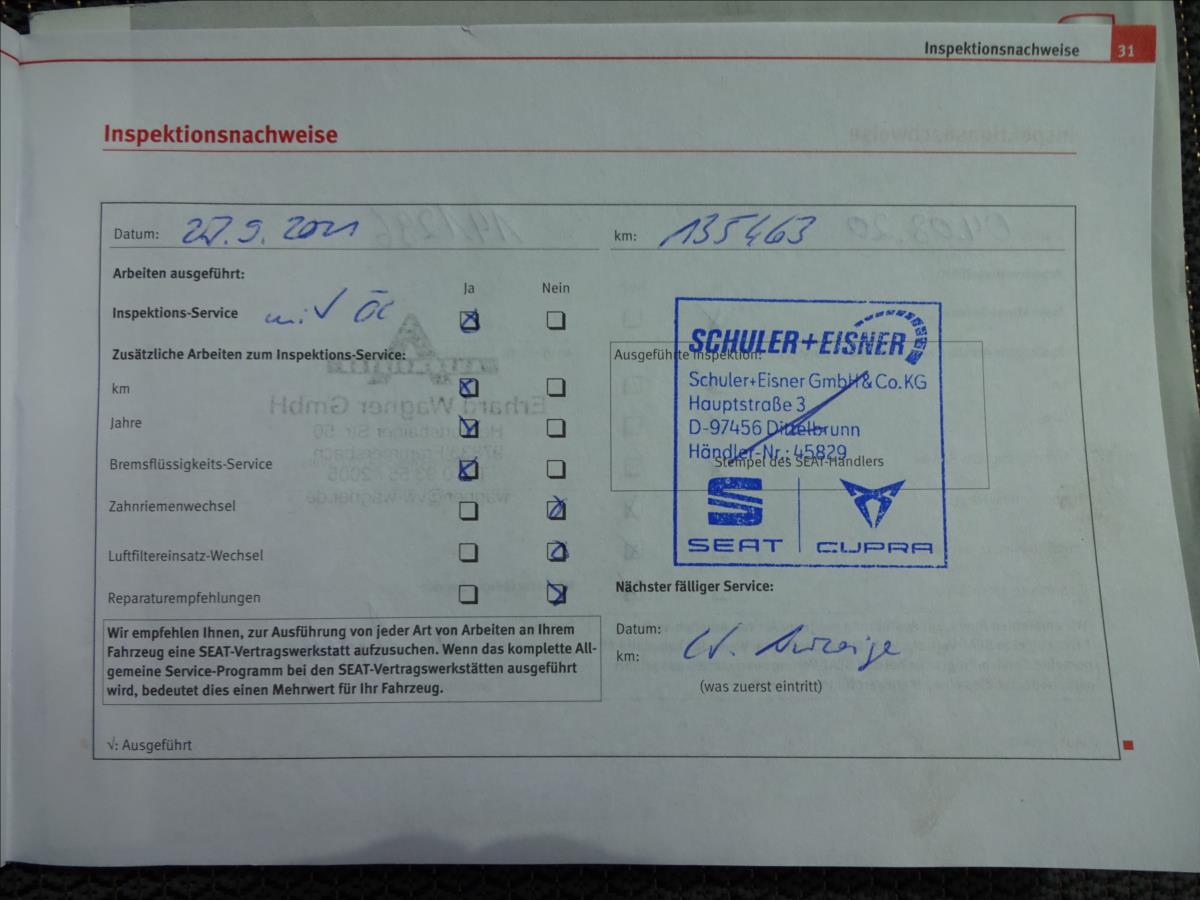 Inspektionsnachweise 31
Inspektionsnachweise
Datum: 27.9.2021 km: 135463
Arbeiten ausgeführt:
Ja Nein
Inspektions-Service mit Öl
Zusätzliche Arbeiten zum Inspektions-Service:
km
Jahre
Bremsflüssigkeits-Service
Zahnriemenwechsel
Luftfiltereinsatz-Wechsel
Reparaturempfehlungen
Wir empfehlen Ihnen, zur Ausführung von jeder Art von Arbeiten an Ihrem
Fahrzeug eine SEAT-Vertragswerkstatt aufzusuchen. Wenn das komplette All-
gemeine Service-Programm bei den SEAT-Vertragswerkstätten ausgeführt
wird, bedeutet dies einen Mehrwert für Ihr Fahrzeug.
√: Ausgeführt
Ausgeführte Inspektion:
SCHULER+EISNER
Schuler+Eisner GmbH & Co. KG
Hauptstraße 3
D-97456 Dittelbrunn
Händler-Nr.: 45829
Stempel des SEAT-Händlers
SEAT CUPRA
Nächster fälliger Service:
Datum:
km: lt. Anzeige
(was zuerst eintritt)